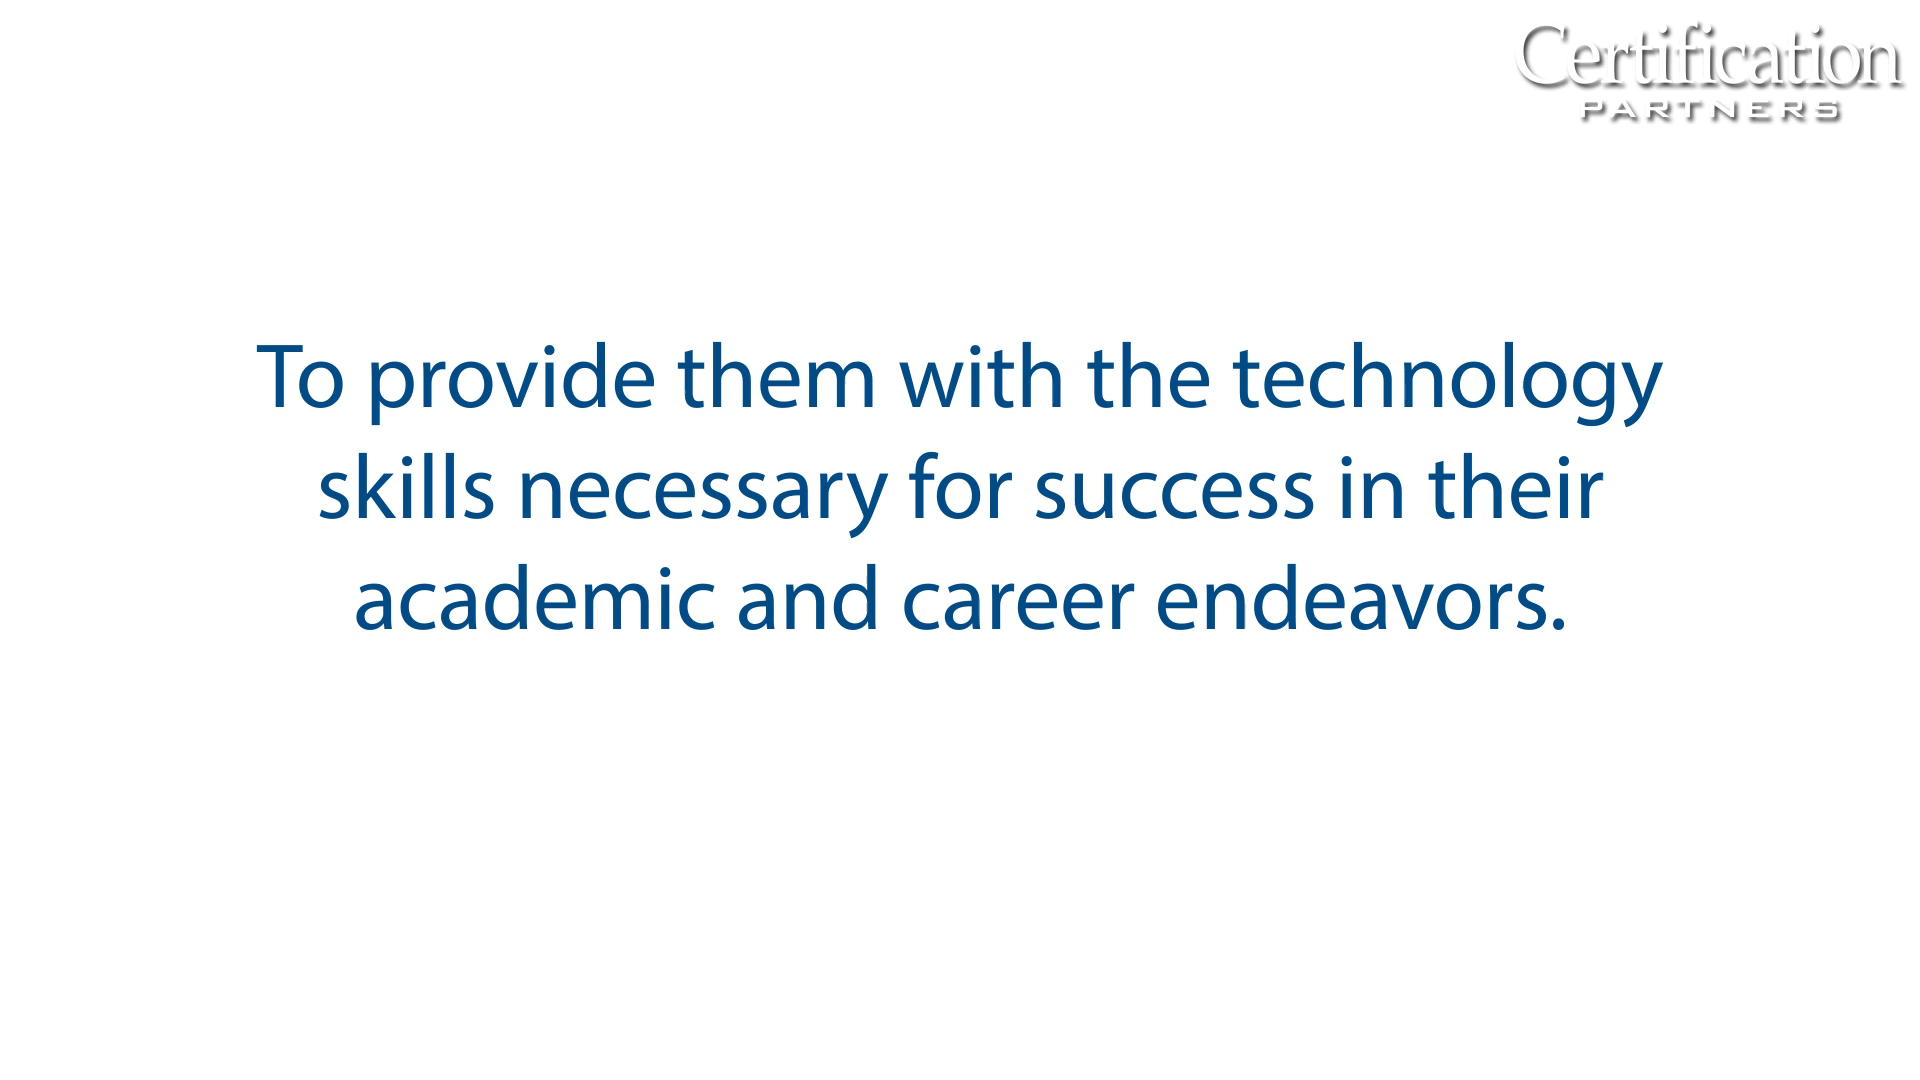 Certification
PARTNERS
To provide them with the technology
skills necessary for success in their
academic and career endeavors.